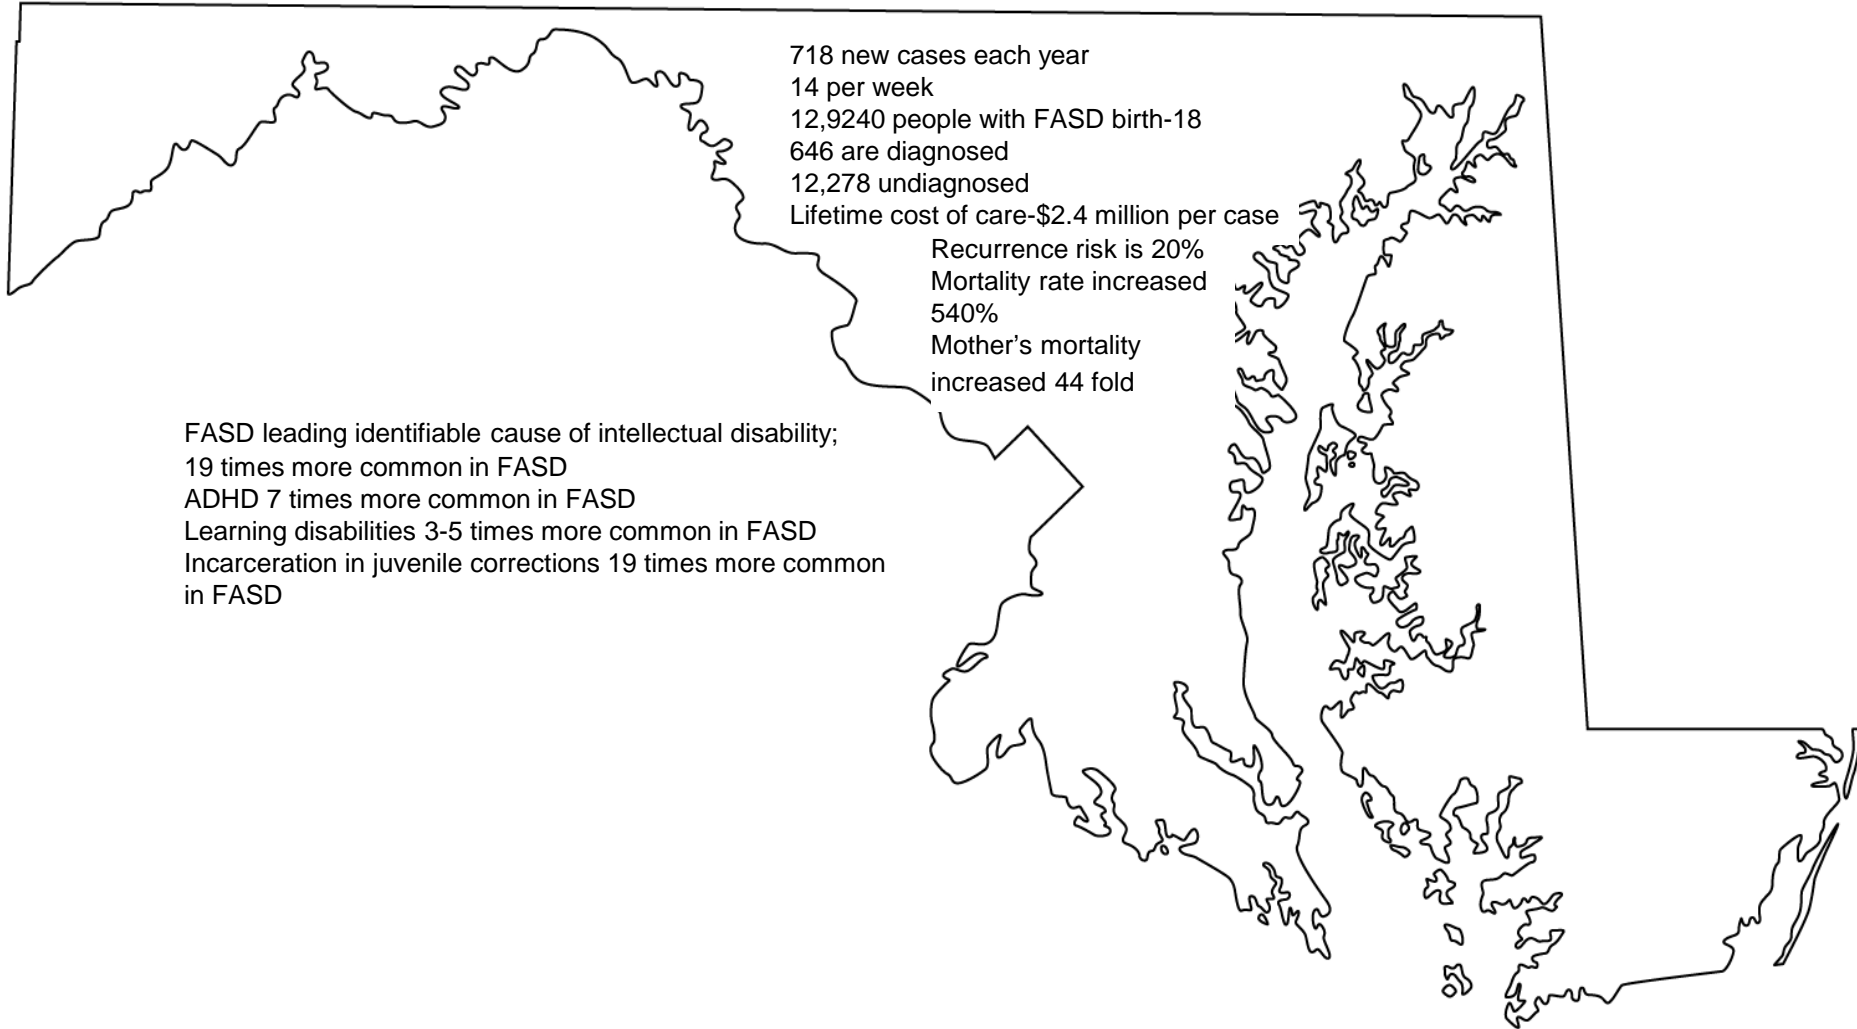 718 new cases each year
14 per week
12,9240 people with FASD birth-18
646 are diagnosed
12,278 undiagnosed
Lifetime cost of care-$2.4 million per case
Recurrence risk is 20%
Mortality rate increased
540%
Mother’s mortality
increased 44 fold
FASD leading identifiable cause of intellectual disability;
19 times more common in FASD
ADHD 7 times more common in FASD
Learning disabilities 3-5 times more common in FASD
Incarceration in juvenile corrections 19 times more common
in FASD